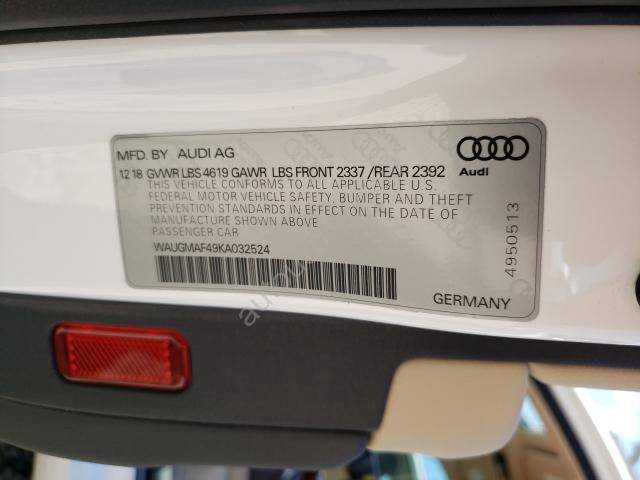 MFD. BY AUDI AG
12 18 GVWR LBS 4619 GAWR LBS FRONT 2337 /REAR 2392
THIS VEHICLE CONFORMS TO ALL APPLICABLE U.S.
FEDERAL MOTOR VEHICLE SAFETY, BUMPER AND THEFT
PREVENTION STANDARDS IN EFFECT ON THE DATE
OF MANUFACTURE SHOWN ABOVE
PASSENGER CAR
WAUGMAF49KA032524
Audi
4950513
GERMANY